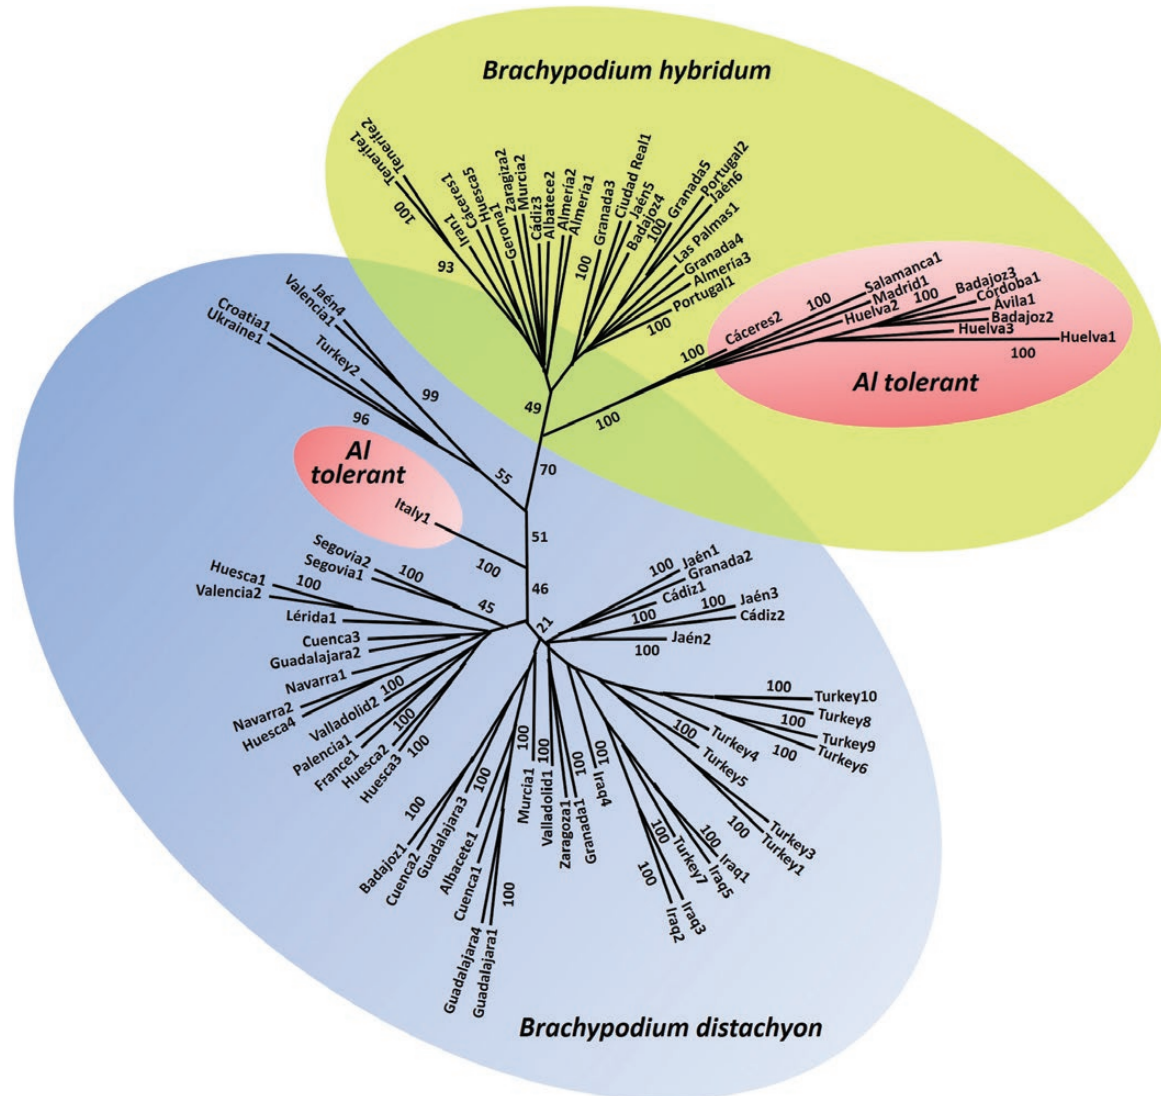 Brachypodium hybridum
Tenerife2
Tenerife1
100
93
Iran1
Cáceres1
Huesca5
Gerona1
Zaragiza2
Murcia2
Cádiz3
Albatece2
Almería2
Almería1
100
Granada3
Ciudad Real1
Jaén5
Badajoz4
100
Granada5
Portugal2
Jaén6
Las Palmas1
Granada4
Almería3
Portugal1
100
Salamanca1
100
Madrid1
Huelva2
100
Badajoz3
Córdoba1
Ávila1
Badajoz2
Huelva3
Huelva1
100
Cáceres2
100
Al tolerant
100
49
70
Jaén4
Valencia1
Croatia1
Ukraine1
Turkey2
99
96
55
Al
tolerant
Italy1
100
51
46
Segovia2
Segovia1
100
45
Huesca1
100
Valencia2
Lérida1
Cuenca3
Guadalajara2
Navarra1
Navarra2
Huesca4
Valladolid2
100
Palencia1
France1
100
Huesca2
Huesca3
100
21
100
Jaén1
Granada2
Cádiz1
100
100
Jaén3
Cádiz2
Jaén2
100
100
Turkey10
Turkey8
100
Turkey9
Turkey6
100
Turkey4
100
Turkey5
Turkey3
Turkey1
100
100
Iraq4
100
Iraq1
Iraq5
100
Turkey7
100
Iraq3
Iraq2
100
Badajoz1
Cuenca2
Guadalajara3
100
Albacete1
Cuenca1
100
Guadalajara4
Guadalajara1
100
Murcia1
100
Valladolid1
100
Zaragoza1
Granada1
Brachypodium distachyon